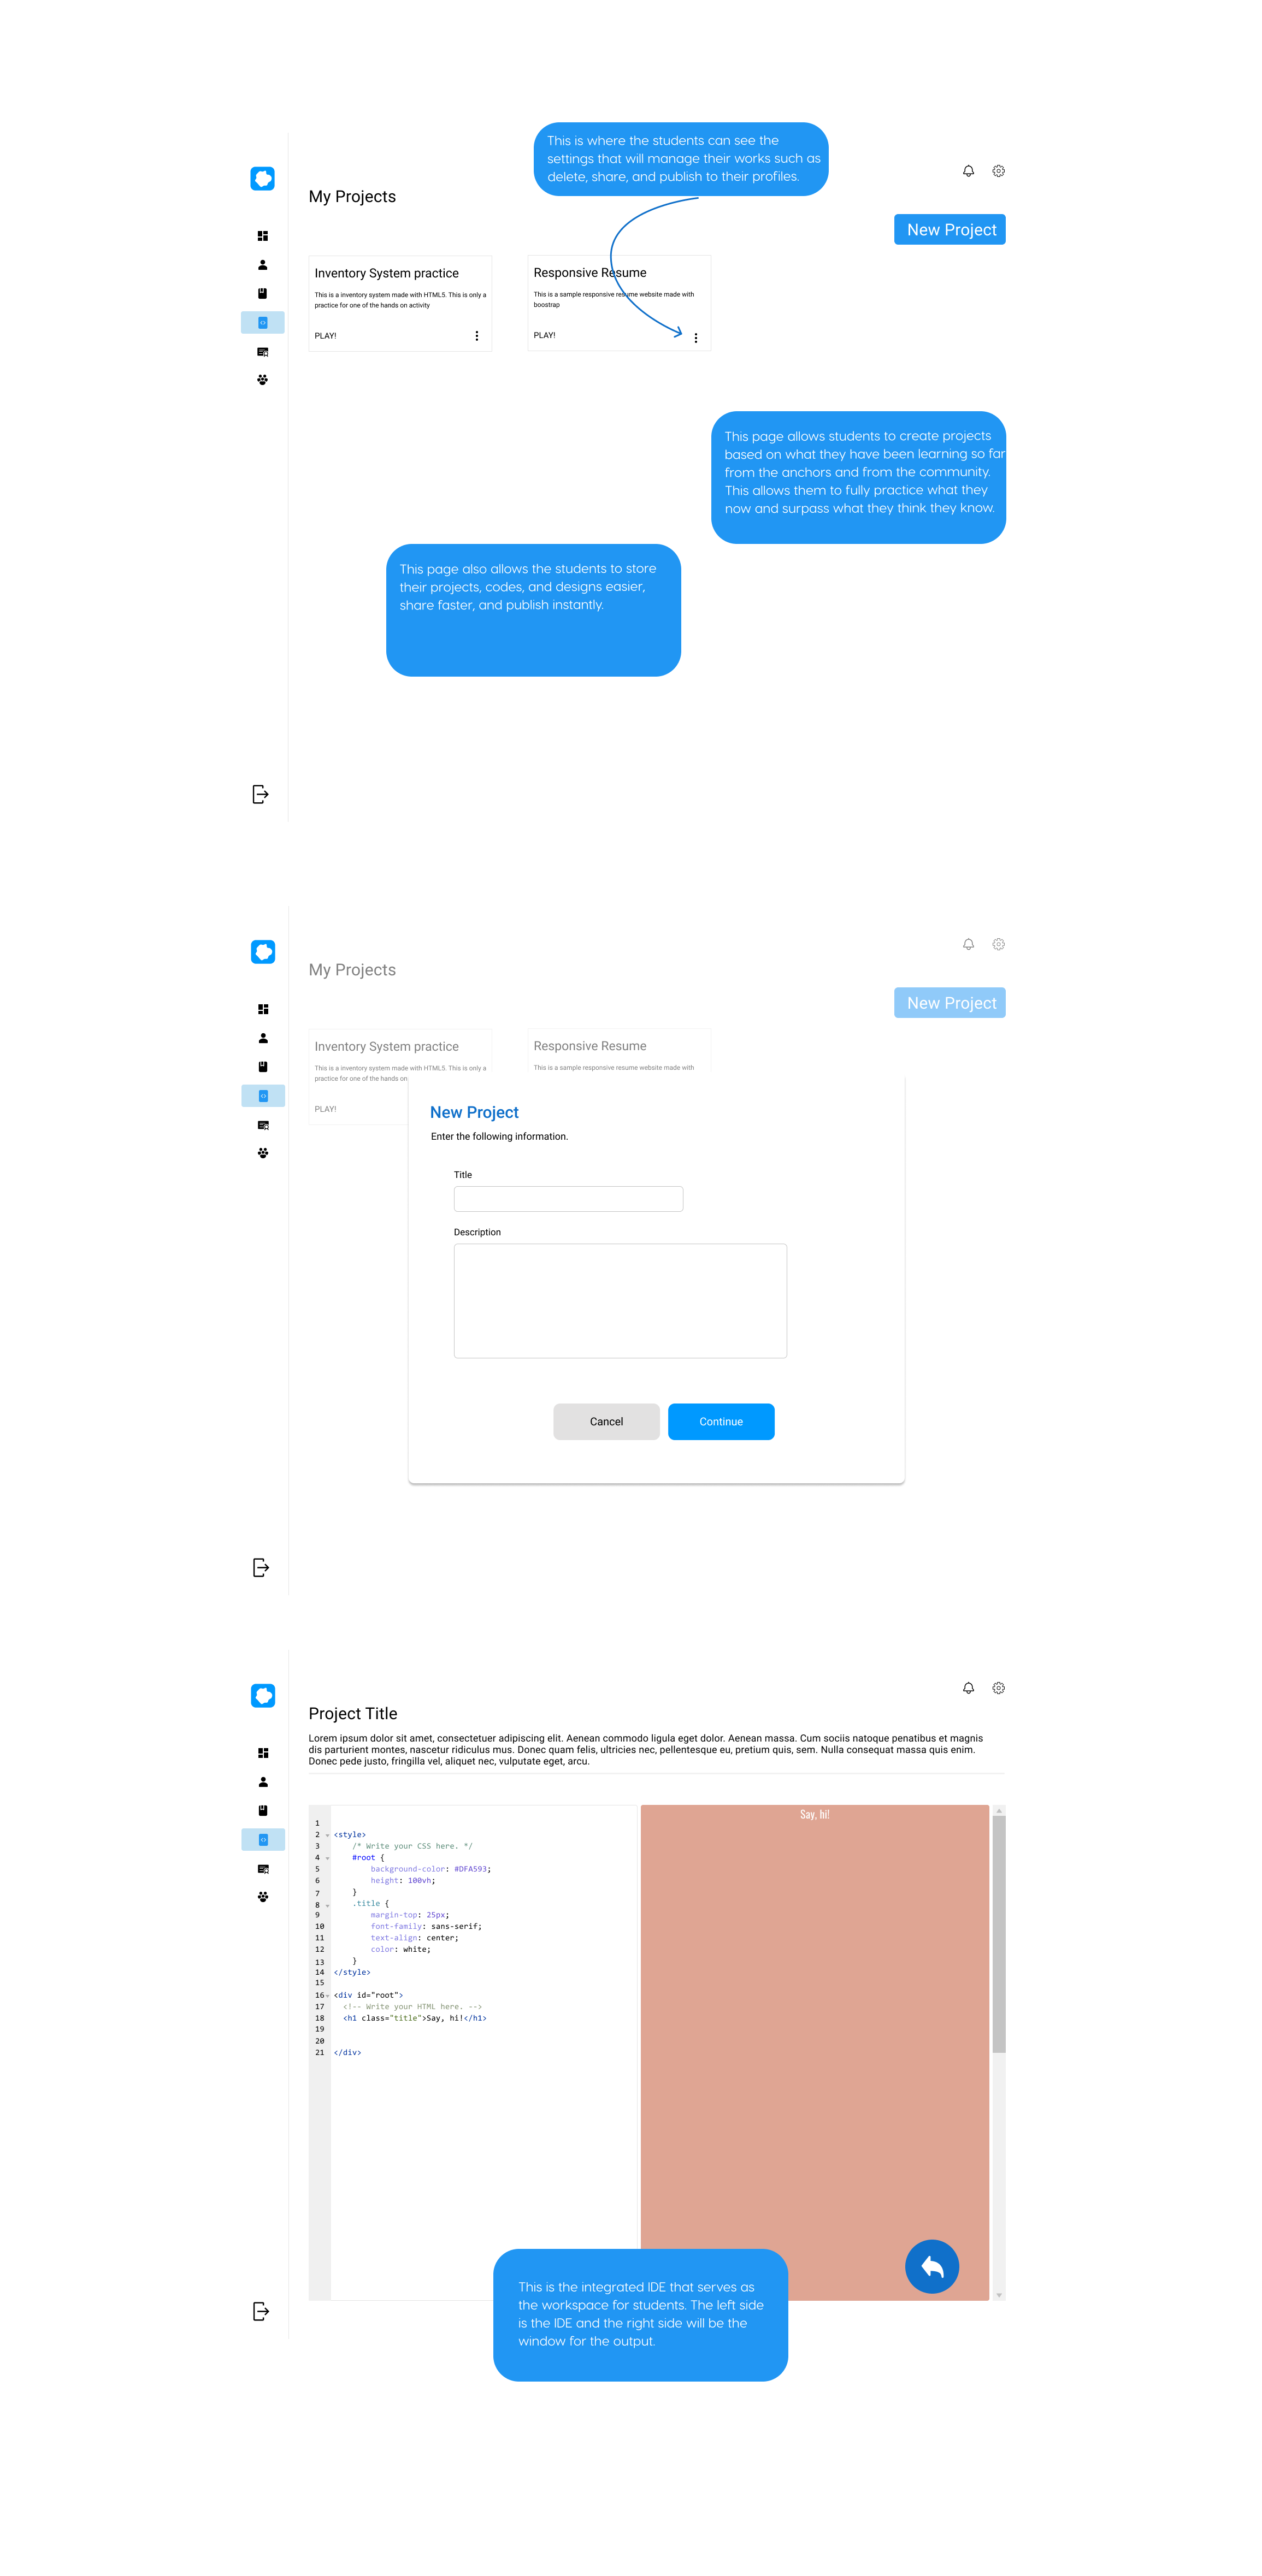 This is where the students can see the
settings that will manage their works such as
delete, share, and publish to their profiles.
My Projects
New Project
Inventory System practice
This is a inventory system made with HTML5. This is only a
practice for one of the hands on activity
PLAY!
Responsive Resume
This is a sample responsive resume website made with
boostrap
PLAY!
This page allows students to create projects
based on what they have been learning so far
from the anchors and from the community.
This allows them to fully practice what they
now and surpass what they think they know.
This page also allows the students to store
their projects, codes, and designs easier,
share faster, and publish instantly.
My Projects
New Project
Inventory System practice
This is a inventory system made with HTML5. This is only a
practice for one of the hands on
PLAY!
Responsive Resume
This is a sample responsive resume website made with
New Project
Enter the following information.
Title
Description
Cancel
Continue
Project Title
Lorem ipsum dolor sit amet, consectetuer adipiscing elit. Aenean commodo ligula eget dolor. Aenean massa. Cum sociis natoque penatibus et magnis
dis parturient montes, nascetur ridiculus mus. Donec quam felis, ultricies nec, pellentesque eu, pretium quis, sem. Nulla consequat massa quis enim.
Donec pede justo, fringilla vel, aliquet nec, vulputate eget, arcu.
1
2 <style>
3 /* Write your CSS here. */
4 #root {
5 background-color: #DFA593;
6 height: 100vh;
7 }
8 .title {
9 margin-top: 25px;
10 font-family: sans-serif;
11 text-align: center;
12 color: white;
13 }
14 </style>
15
16 <div id="root">
17 <!-- Write your HTML here. -->
18 <h1 class="title">Say, hi!</h1>
19
20
21 </div>
Say, hi!
This is the integrated IDE that serves as
the workspace for students. The left side
is the IDE and the right side will be the
window for the output.